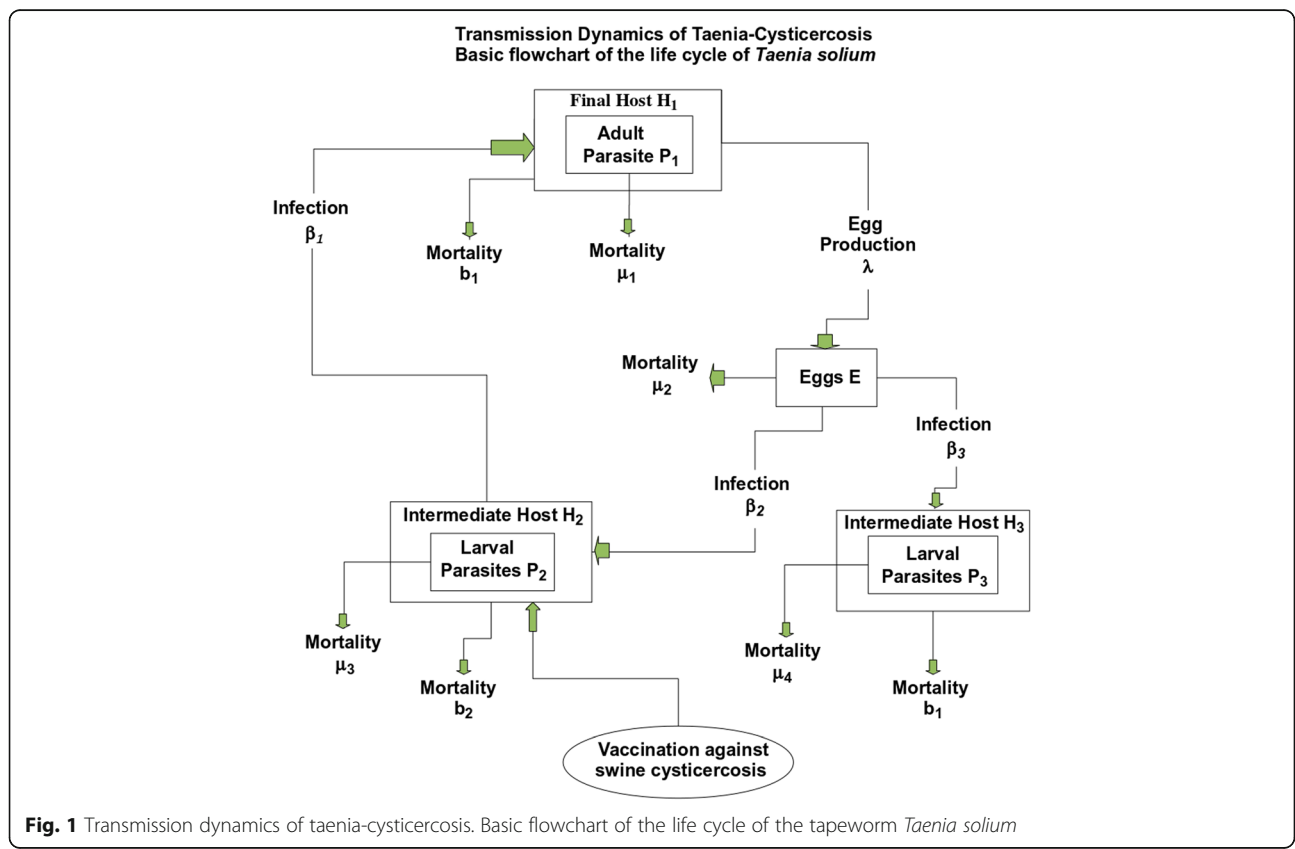 Transmission Dynamics of Taenia-Cysticercosis
Basic flowchart of the life cycle of Taenia solium
Final Host H₁
Adult
Parasite P₁
Infection
β₁
Mortality
b₁
Mortality
μ₁
Egg
Production
λ
Mortality
μ₂
Eggs E
Infection
β₃
Infection
β₂
Intermediate Host H₂
Larval
Parasites P₂
Intermediate Host H₃
Larval
Parasites P₃
Mortality
μ₃
Mortality
b₂
Mortality
μ₄
Mortality
b₁
Vaccination against
swine cysticercosis
Fig. 1 Transmission dynamics of taenia-cysticercosis. Basic flowchart of the life cycle of the tapeworm Taenia solium